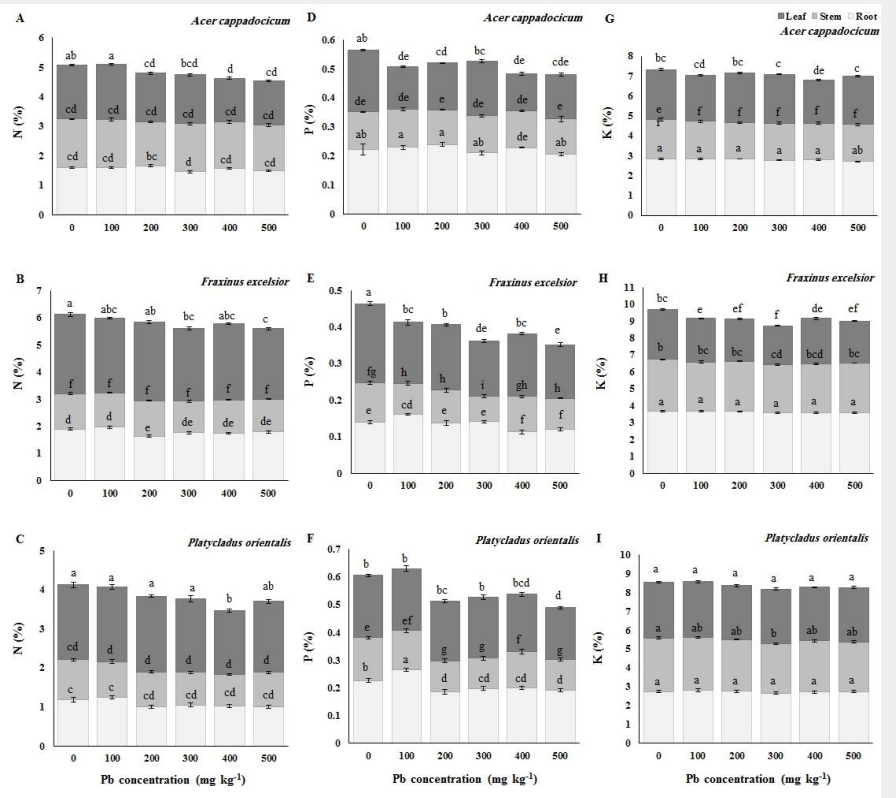 A
Acer cappadocicum
N (%)
6
5
4
3
2
1
0
ab a cd bcd d cd
cd cd cd cd cd cd
cd cd bc d cd cd
0 100 200 300 400 500
D
Acer cappadocicum
P (%)
0.6
0.5
0.4
0.3
0.2
0.1
0
ab de cd bc de cde
de de e de de e
ab a a ab de ab
0 100 200 300 400 500
G
Leaf Stem Root
Acer cappadocicum
K (%)
8
7
6
5
4
3
2
1
0
bc cd bc c de c
e f f f f f
a a a a a ab
0 100 200 300 400 500
B
Fraxinus excelsior
N (%)
7
6
5
4
3
2
1
0
a abc ab bc abc c
f f f f f f
d d e de de de
0 100 200 300 400 500
E
Fraxinus excelsior
P (%)
0.5
0.4
0.3
0.2
0.1
0
a bc b de bc e
fg h h i gh h
e cd e e f f
0 100 200 300 400 500
H
Fraxinus excelsior
K (%)
11
10
9
8
7
6
5
4
3
2
1
0
bc e ef f de ef
b bc bc cd bcd bc
a a a a a a
0 100 200 300 400 500
C
Platycladus orientalis
N (%)
5
4
3
2
1
0
a a a a b ab
cd d d d d d
c c cd cd cd cd
0 100 200 300 400 500
Pb concentration (mg kg-1)
F
Platycladus orientalis
P (%)
0.7
0.6
0.5
0.4
0.3
0.2
0.1
0
b b bc b bcd d
e ef g g f g
b a d cd cd d
0 100 200 300 400 500
Pb concentration (mg kg-1)
I
Platycladus orientalis
K (%)
10
9
8
7
6
5
4
3
2
1
0
a a a a a a
a ab ab b ab ab
a a a a a a
0 100 200 300 400 500
Pb concentration (mg kg-1)